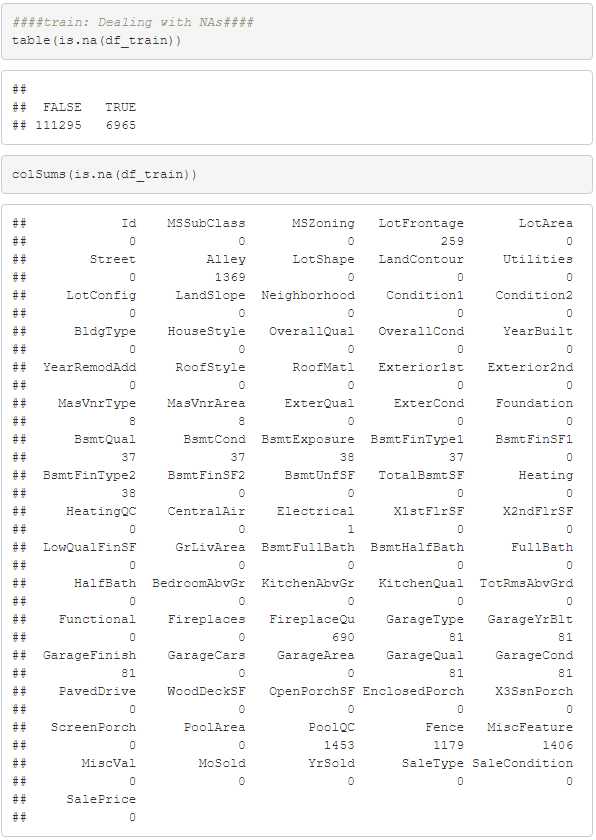 ####train: Dealing with NAs####
table(is.na(df_train))
##
##  FALSE   TRUE
## 111295   6965
colSums(is.na(df_train))
##            Id    MSSubClass      MSZoning   LotFrontage       LotArea
##             0             0             0           259             0
##        Street         Alley      LotShape   LandContour     Utilities
##             0          1369             0             0             0
##     LotConfig     LandSlope  Neighborhood    Condition1    Condition2
##             0             0             0             0             0
##      BldgType    HouseStyle   OverallQual   OverallCond     YearBuilt
##             0             0             0             0             0
##  YearRemodAdd     RoofStyle      RoofMatl   Exterior1st   Exterior2nd
##             0             0             0             0             0
##    MasVnrType    MasVnrArea     ExterQual     ExterCond    Foundation
##             8             8             0             0             0
##      BsmtQual      BsmtCond  BsmtExposure  BsmtFinType1    BsmtFinSF1
##            37            37            38            37             0
##  BsmtFinType2    BsmtFinSF2     BsmtUnfSF   TotalBsmtSF       Heating
##            38             0             0             0             0
##     HeatingQC    CentralAir    Electrical     X1stFlrSF     X2ndFlrSF
##             0             0             1             0             0
##  LowQualFinSF     GrLivArea  BsmtFullBath  BsmtHalfBath      FullBath
##             0             0             0             0             0
##      HalfBath  BedroomAbvGr  KitchenAbvGr   KitchenQual  TotRmsAbvGrd
##             0             0             0             0             0
##    Functional    Fireplaces   FireplaceQu    GarageType   GarageYrBlt
##             0             0           690            81            81
##  GarageFinish    GarageCars    GarageArea    GarageQual    GarageCond
##            81             0             0            81            81
##    PavedDrive    WoodDeckSF   OpenPorchSF EnclosedPorch    X3SsnPorch
##             0             0             0             0             0
##   ScreenPorch      PoolArea        PoolQC         Fence   MiscFeature
##             0             0          1453          1179          1406
##       MiscVal        MoSold        YrSold      SaleType SaleCondition
##             0             0             0             0             0
##     SalePrice
##             0